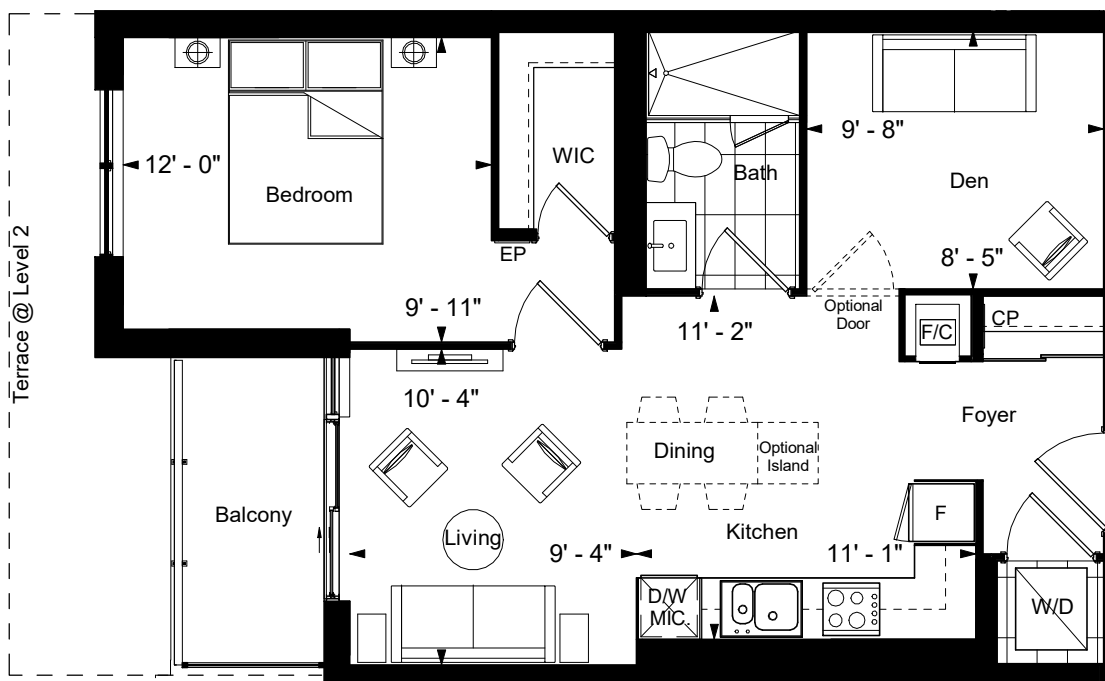 12' - 0"
Bedroom
WIC
EP
9' - 11"
Bath
9' - 8"
Den
8' - 5"
Optional
Door
11' - 2"
F/C
CP
Terrace @ Level 2
10' - 4"
Foyer
Dining
Optional
Island
Balcony
Living
9' - 4"
Kitchen
11' - 1"
F
D/W
MIC.
W/D